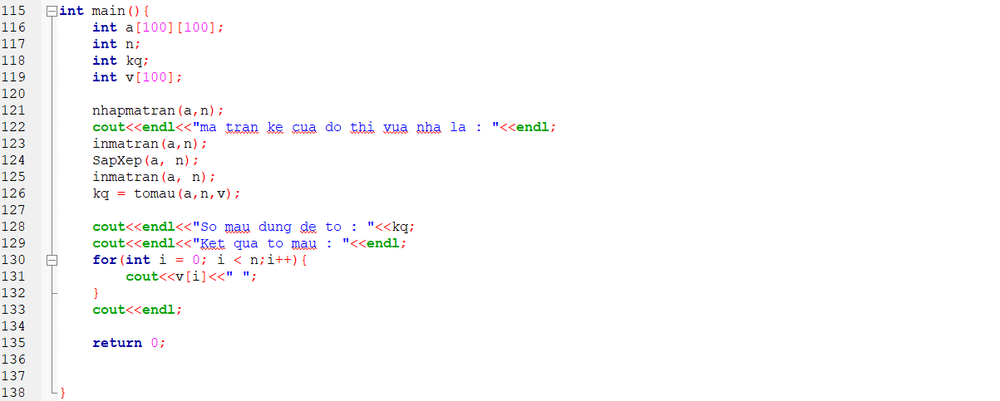 115 int main(){
116 int a[100][100];
117 int n;
118 int kq;
119 int v[100];
120
121 nhapmatran(a,n);
122 cout<<endl<<"ma tran ke cua do thi vua nha la : "<<endl;
123 inmatran(a,n);
124 SapXep(a, n);
125 inmatran(a, n);
126 kq = tomau(a,n,v);
127
128 cout<<endl<<"So mau dung de to : "<<kq;
129 cout<<endl<<"Ket qua to mau : "<<endl;
130 for(int i = 0; i < n;i++){
131 cout<<v[i]<<" ";
132 }
133 cout<<endl;
134
135 return 0;
136
137
138 }